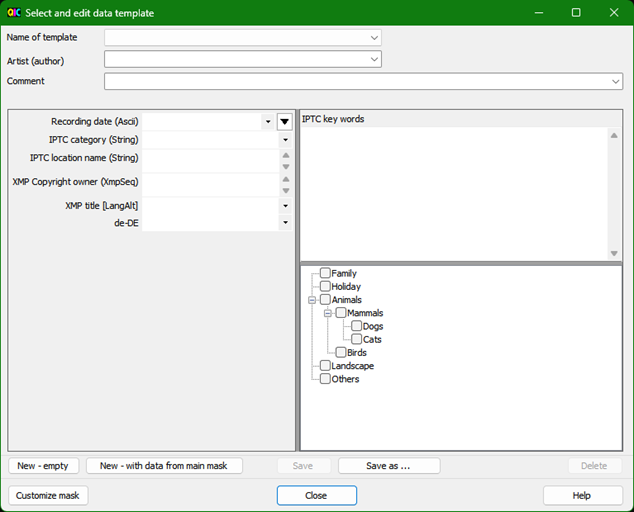 QIC Select and edit data template
Name of template
Artist (author)
Comment
Recording date (Ascii)
IPTC category (String)
IPTC location name (String)
XMP Copyright owner (XmpSeq)
XMP title [LangAlt]
de-DE
IPTC key words
Family
Holiday
Animals
Mammals
Dogs
Cats
Birds
Landscape
Others
New - empty New - with data from main mask Save Save as ... Delete
Customize mask Close Help